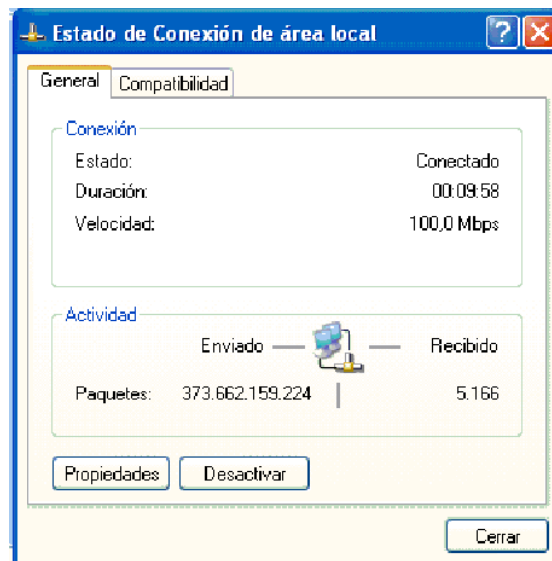 Estado de Conexión de área local
General Compatibilidad
Conexión
Estado: Conectado
Duración: 00:09:58
Velocidad: 100,0 Mbps
Actividad
Enviado Recibido
Paquetes: 373.662.159.224 5.166
Propiedades Desactivar
Cerrar